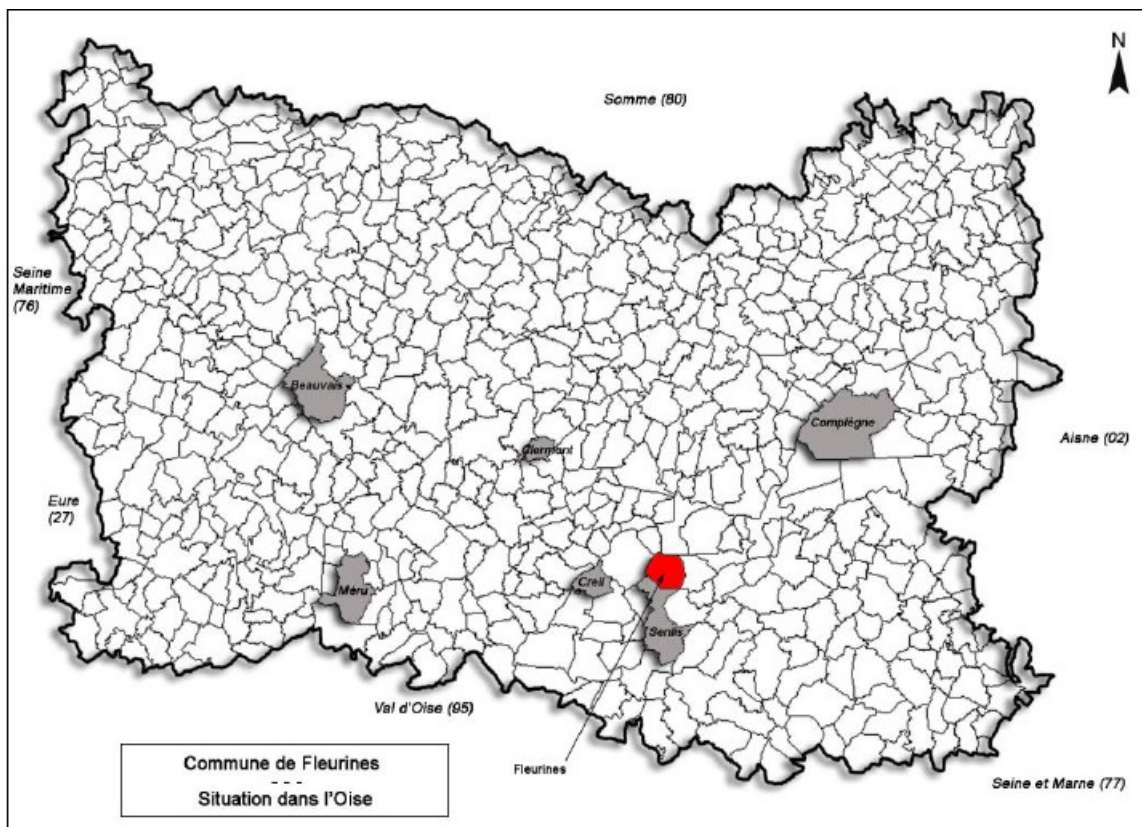 N
Somme (80)
Seine
Maritime
(76)
Beauvais
Compiègne
Clermont
Aisne (02)
Eure
(27)
Méru
Creil
Senlis
Val d'Oise (95)
Fleurines
Seine et Marne (77)
Commune de Fleurines
- - -
Situation dans l'Oise